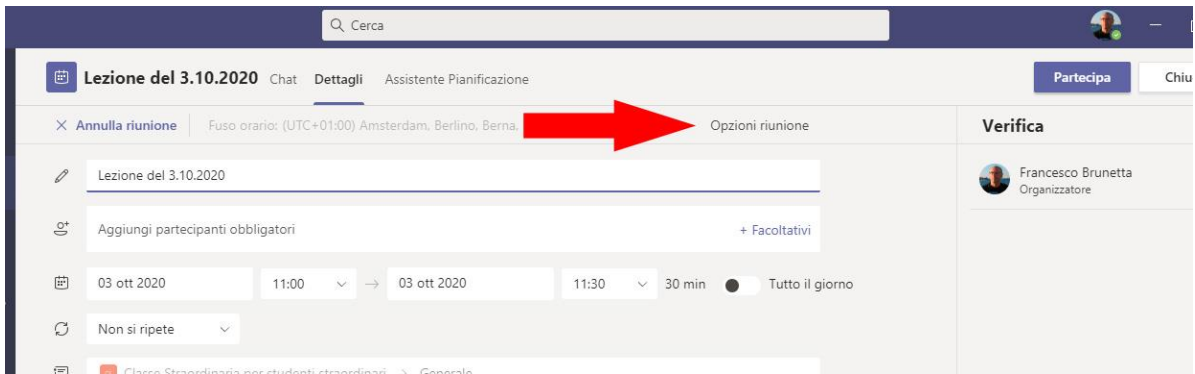 Cerca
Lezione del 3.10.2020 Chat Dettagli Assistente Pianificazione Partecipa Chiu
Annulla riunione Fuso orario: (UTC+01:00) Amsterdam, Berlino, Berna, Opzioni riunione Verifica
Lezione del 3.10.2020
Francesco Brunetta
Organizzatore
Aggiungi partecipanti obbligatori + Facoltativi
03 ott 2020 11:00 → 03 ott 2020 11:30 30 min Tutto il giorno
Non si ripete
Classe Straordinaria per studenti straordinari > Generale